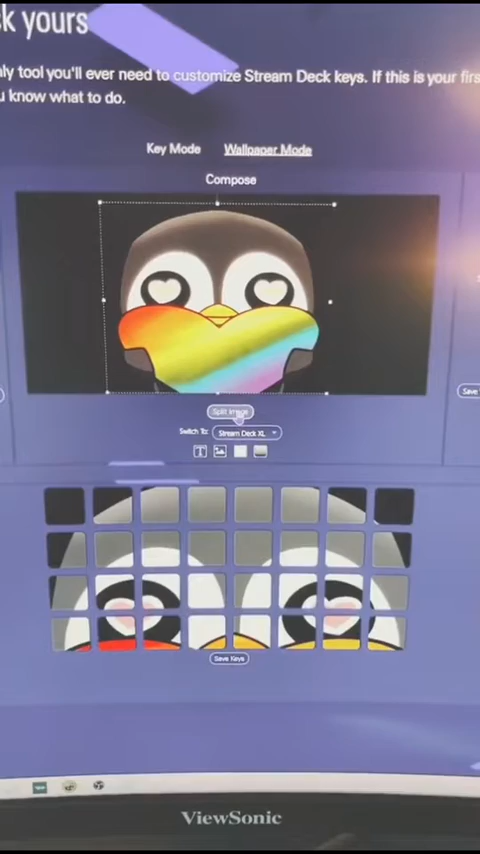 k yours
ly tool you'll ever need to customize Stream Deck keys. If this is your firs
u know what to do.
Key Mode Wallpaper Mode
Compose
Save
Split Image
Switch To: Stream Deck XL
T
Save Keys
ViewSonic